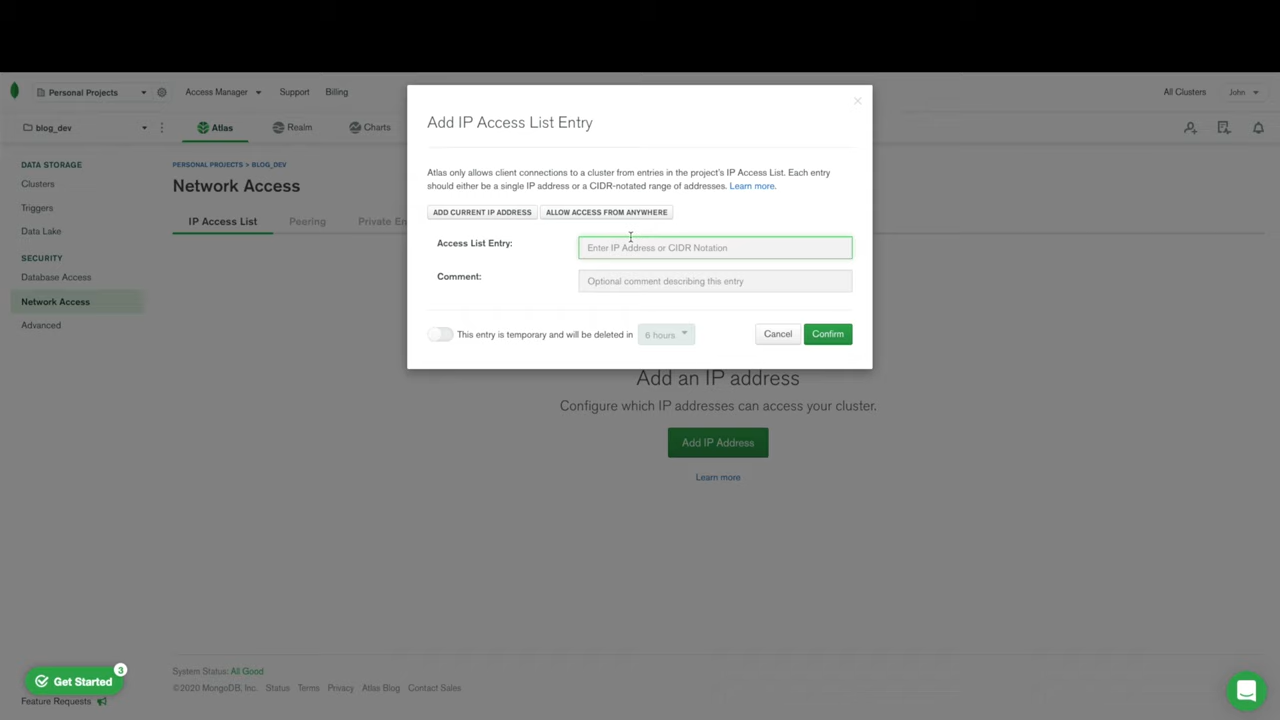 Personal Projects
Access Manager
Support
Billing
All Clusters
John
blog_dev
Atlas
Realm
Charts
DATA STORAGE
Clusters
Triggers
Data Lake
SECURITY
Database Access
Network Access
Advanced
PERSONAL PROJECTS > BLOG_DEV
Network Access
IP Access List
Peering
Private En
Add IP Access List Entry
×
Atlas only allows client connections to a cluster from entries in the project's IP Access List. Each entry
should either be a single IP address or a CIDR-notated range of addresses. Learn more.
ADD CURRENT IP ADDRESS
ALLOW ACCESS FROM ANYWHERE
Access List Entry:
Enter IP Address or CIDR Notation
Comment:
Optional comment describing this entry
This entry is temporary and will be deleted in
6 hours
Cancel
Confirm
Add an IP address
Configure which IP addresses can access your cluster.
Add IP Address
Learn more
System Status: All Good
©2020 MongoDB, Inc.
Status
Terms
Privacy
Atlas Blog
Contact Sales
Get Started
3
Feature Requests